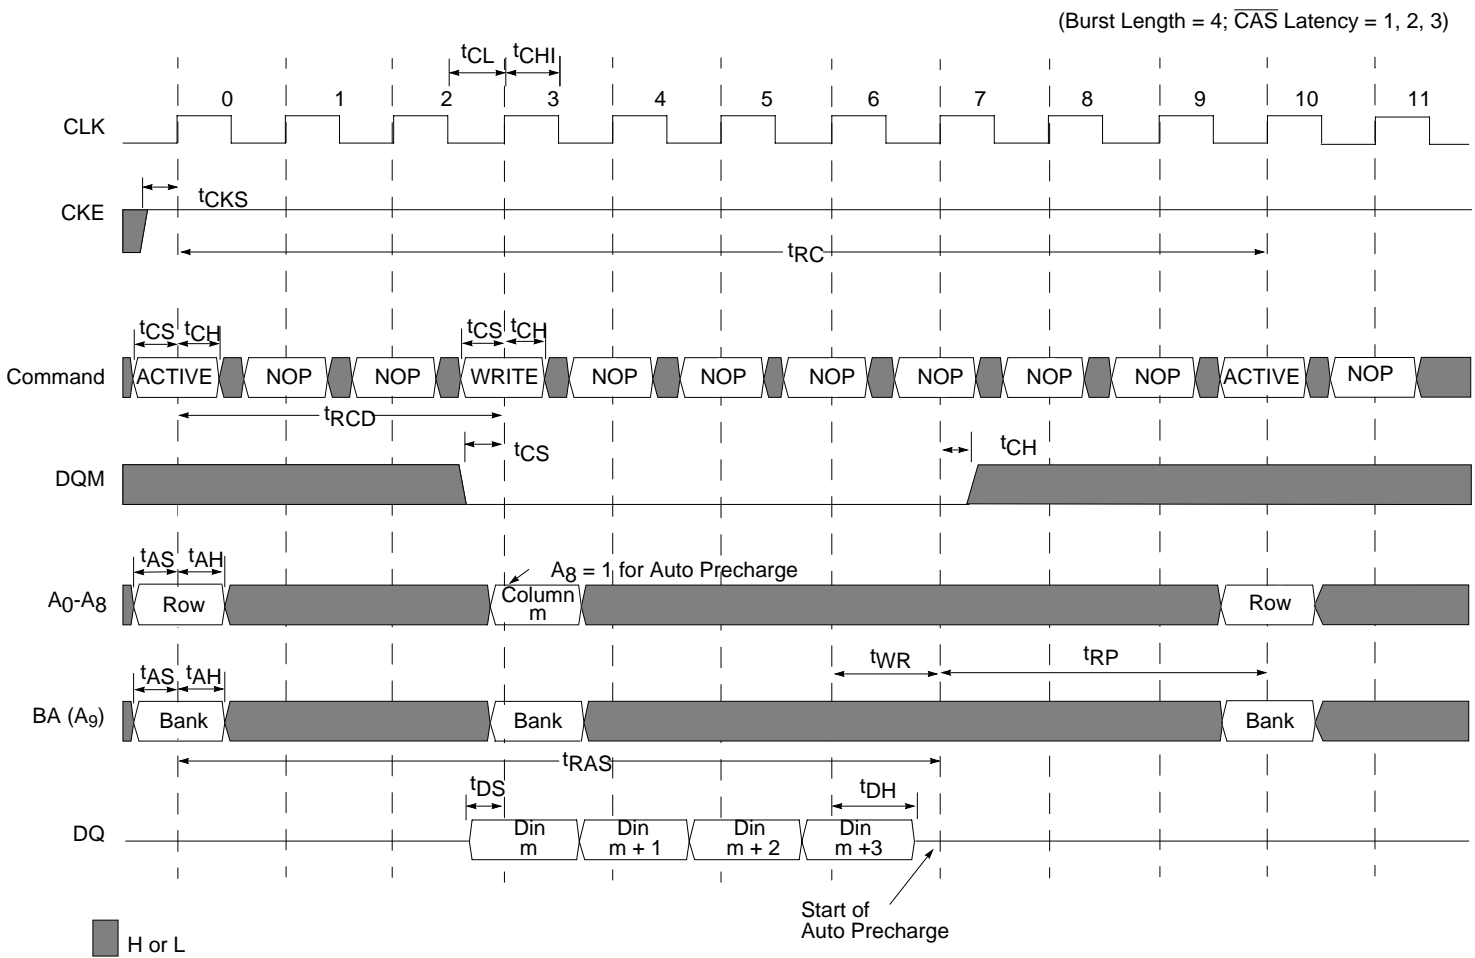 (Burst Length = 4; CAS Latency = 1, 2, 3)
tCL tCHI
0 1 2 3 4 5 6 7 8 9 10 11
CLK
tCKS
CKE
tRC
tCS tCH tCS tCH
Command ACTIVE NOP NOP WRITE NOP NOP NOP NOP NOP NOP ACTIVE NOP
tRCD
tCS tCH
DQM
tAS tAH A8 = 1 for Auto Precharge
A0-A8 Row Column m Row
tWR tRP
tAS tAH
BA (A9) Bank Bank Bank
tRAS
tDS tDH
DQ Din m Din m + 1 Din m + 2 Din m +3
Start of
Auto Precharge
H or L